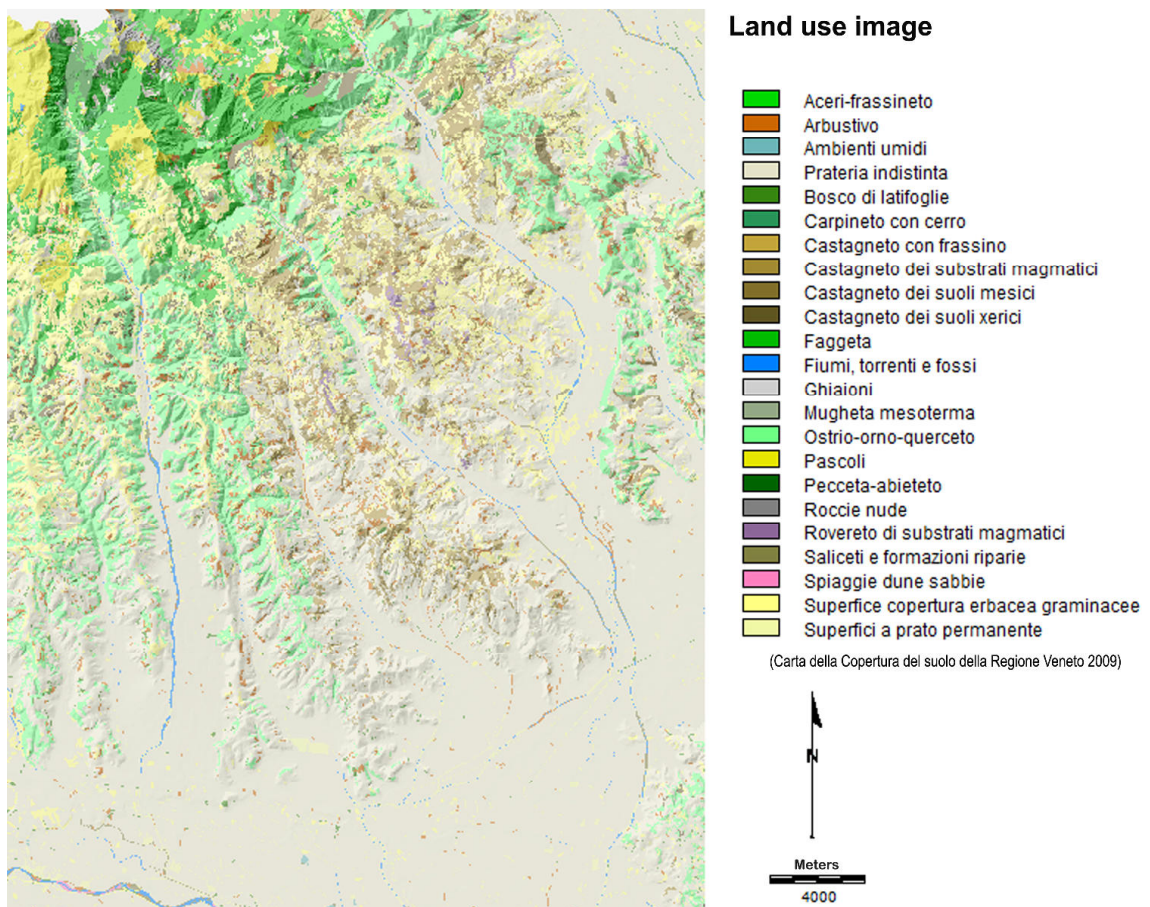 Land use image
Aceri-frassineto
Arbustivo
Ambienti umidi
Prateria indistinta
Bosco di latifoglie
Carpineto con cerro
Castagneto con frassino
Castagneto dei substrati magmatici
Castagneto dei suoli mesici
Castagneto dei suoli xerici
Faggeta
Fiumi, torrenti e fossi
Ghiaioni
Mugheta mesoterma
Ostrio-orno-querceto
Pascoli
Pecceta-abieteto
Roccie nude
Rovereto di substrati magmatici
Saliceti e formazioni riparie
Spiaggie dune sabbie
Superfice copertura erbacea graminacee
Superfici a prato permanente
(Carta della Copertura del suolo della Regione Veneto 2009)
N
Meters
4000